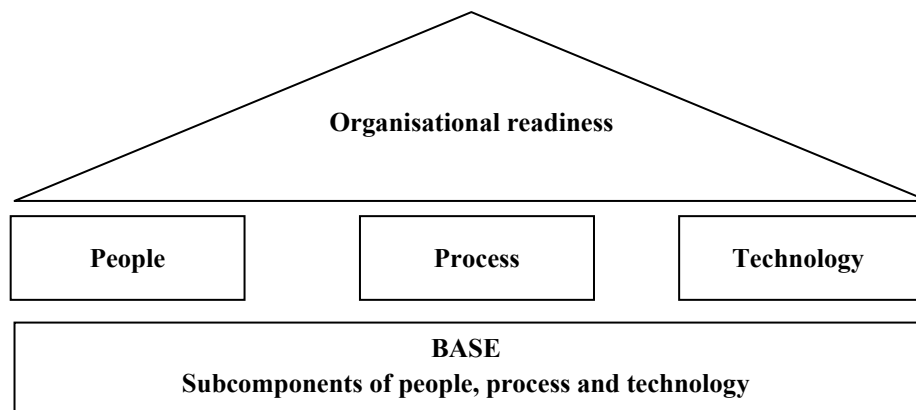 Organisational readiness
People
Process
Technology
BASE
Subcomponents of people, process and technology